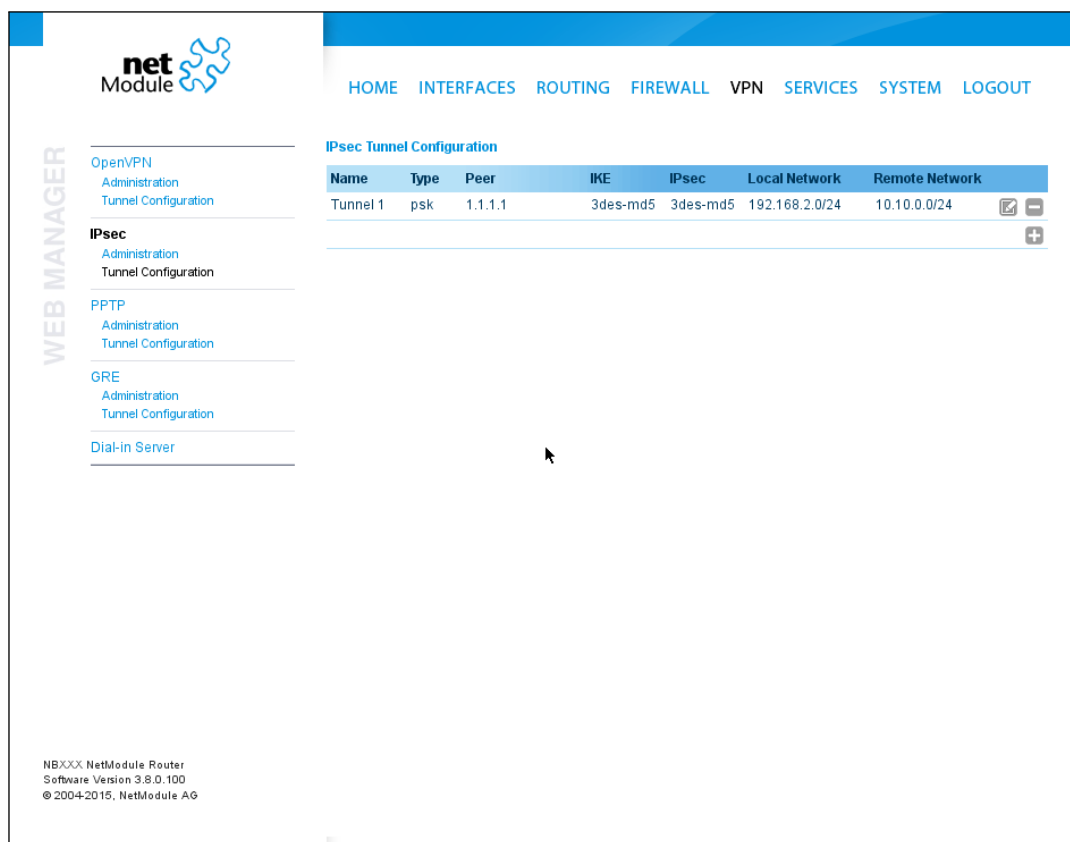 net
Module
HOME INTERFACES ROUTING FIREWALL VPN SERVICES SYSTEM LOGOUT
WEB MANAGER
OpenVPN
Administration
Tunnel Configuration
IPsec
Administration
Tunnel Configuration
PPTP
Administration
Tunnel Configuration
GRE
Administration
Tunnel Configuration
Dial-in Server
IPsec Tunnel Configuration
Name Type Peer IKE IPsec Local Network Remote Network
Tunnel 1 psk 1.1.1.1 3des-md5 3des-md5 192.168.2.0/24 10.10.0.0/24
NBXXX NetModule Router
Software Version 3.8.0.100
© 2004-2015, NetModule AG